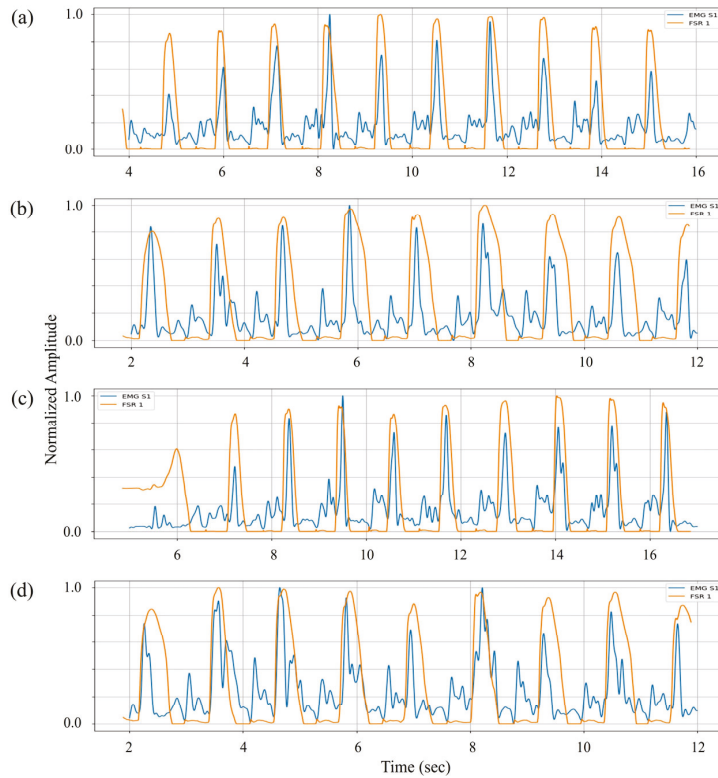 (a)
1.0
0.0
EMG S1
FSR 1
4 6 8 10 12 14 16
(b)
1.0
0.0
EMG S1
FSR 1
2 4 6 8 10 12
Normalized Amplitude
(c)
1.0
0.0
EMG S1
FSR 1
6 8 10 12 14 16
(d)
1.0
0.0
EMG S1
FSR 1
2 4 6 8 10 12
Time (sec)